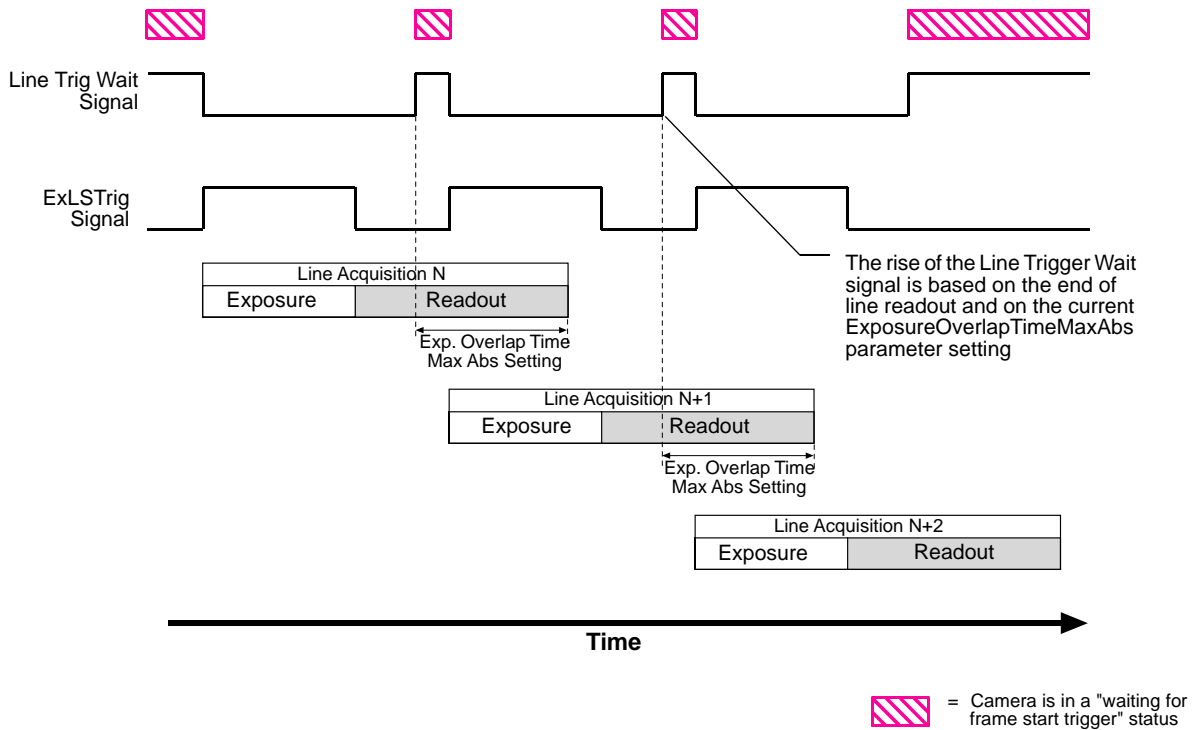 Line Trig Wait
Signal
ExLSTrig
Signal
Line Acquisition N
Exposure Readout
Exp. Overlap Time
Max Abs Setting
The rise of the Line Trigger Wait
signal is based on the end of
line readout and on the current
ExposureOverlapTimeMaxAbs
parameter setting
Line Acquisition N+1
Exposure Readout
Exp. Overlap Time
Max Abs Setting
Line Acquisition N+2
Exposure Readout
Time
= Camera is in a "waiting for
frame start trigger" status